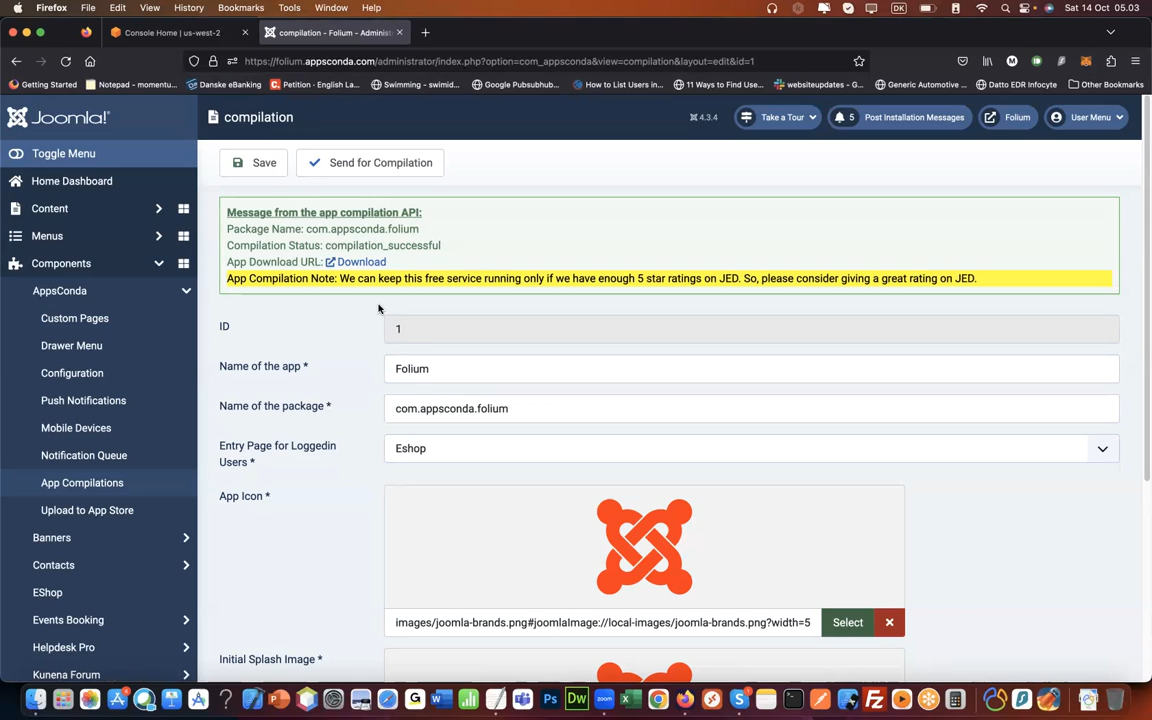 Firefox File Edit View History Bookmarks Tools Window Help DK Sat 14 Oct 05.03
Console Home | us-west-2 compilation - Folium - Administ
https://folium.appsconda.com/administrator/index.php?option=com_appsconda&view=compilation&layout=edit&id=1
Getting Started Notepad - momentu... Danske eBanking Petition - English La... Swimming - swimid... Google Pubsubhub... How to List Users in... 11 Ways to Find Use... websiteupdates - G... Generic Automotive ... Datto EDR Infocyte Other Bookmarks
Joomla! compilation 4.3.4 Take a Tour 5 Post Installation Messages Folium User Menu
Toggle Menu
Save Send for Compilation
Home Dashboard
Content
Menus
Components
AppsConda
Custom Pages
Drawer Menu
Configuration
Push Notifications
Mobile Devices
Notification Queue
App Compilations
Upload to App Store
Banners
Contacts
EShop
Events Booking
Helpdesk Pro
Kunena Forum
Message from the app compilation API:
Package Name: com.appsconda.folium
Compilation Status: compilation_successful
App Download URL: Download
App Compilation Note: We can keep this free service running only if we have enough 5 star ratings on JED. So, please consider giving a great rating on JED.
ID 1
Name of the app * Folium
Name of the package * com.appsconda.folium
Entry Page for Loggedin
Users *
Eshop
App Icon *
images/joomla-brands.png#joomlaImage://local-images/joomla-brands.png?width=5 Select
Initial Splash Image *